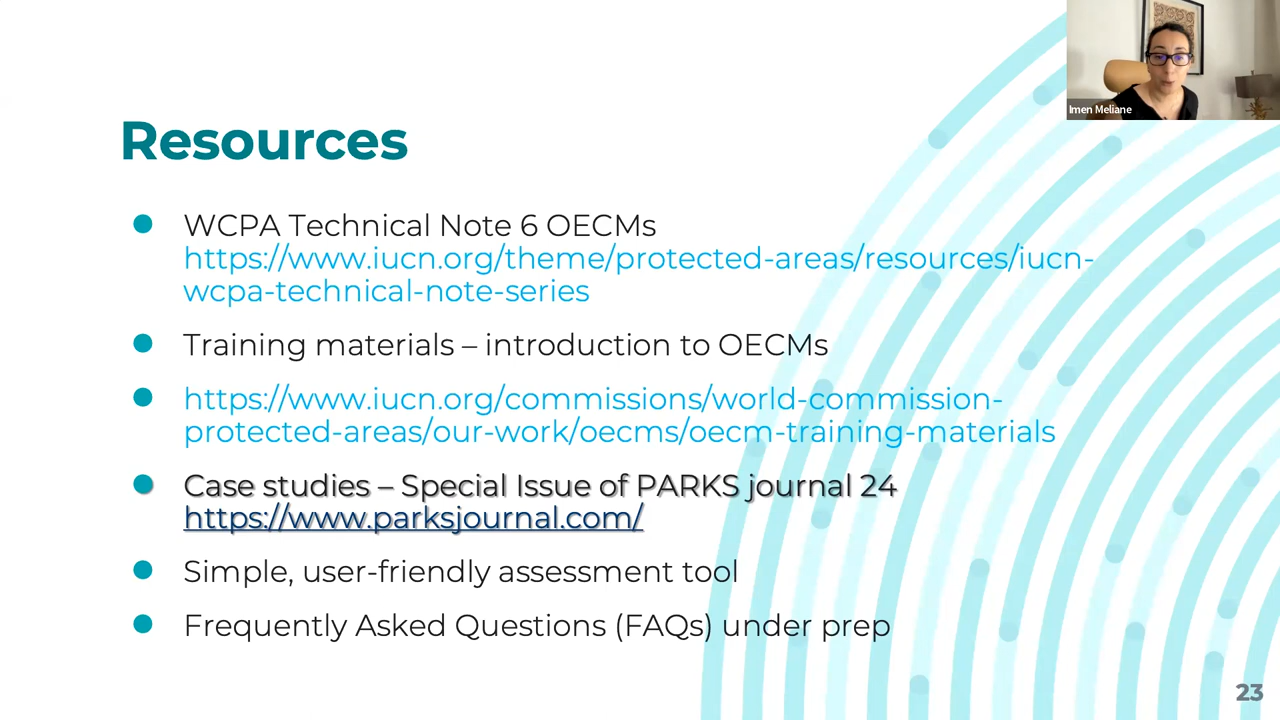 Imen Meliane
Resources
WCPA Technical Note 6 OECMs
https://www.iucn.org/theme/protected-areas/resources/iucn-
wcpa-technical-note-series
Training materials – introduction to OECMs
https://www.iucn.org/commissions/world-commission-
protected-areas/our-work/oecms/oecm-training-materials
Case studies – Special Issue of PARKS journal 24
https://www.parksjournal.com/
Simple, user-friendly assessment tool
Frequently Asked Questions (FAQs) under prep
23